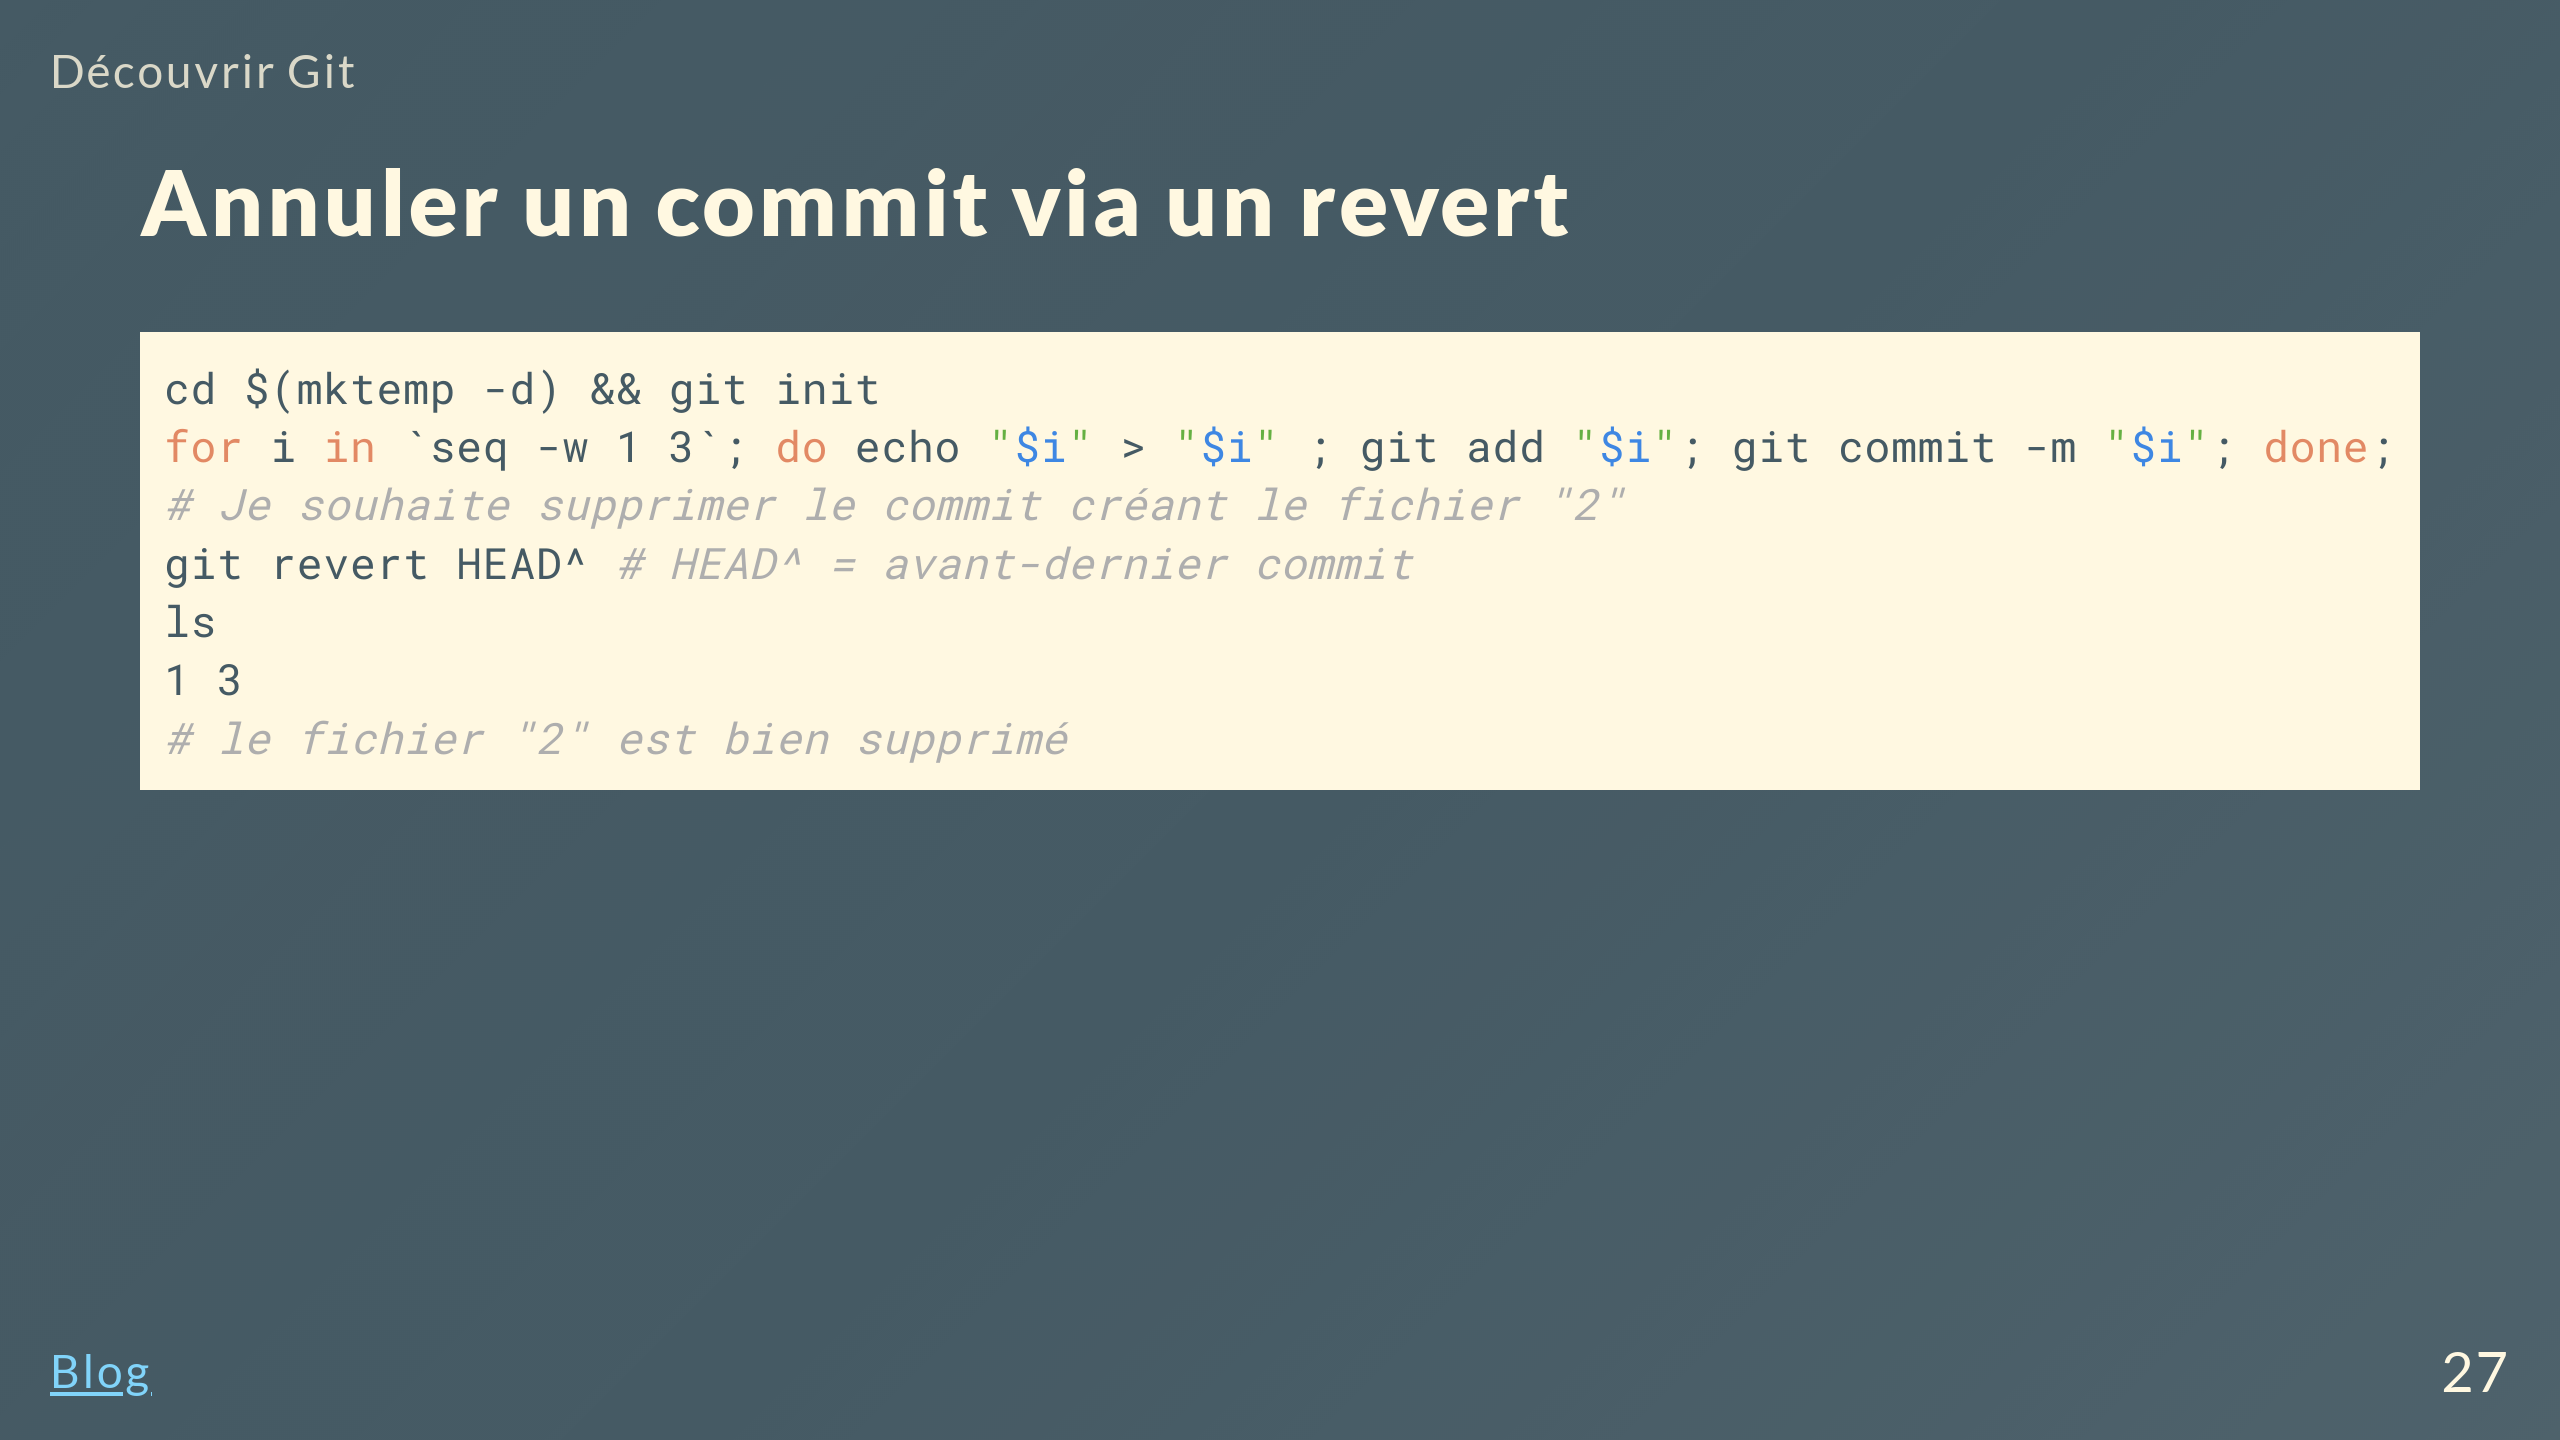 Découvrir Git
Annuler un commit via un revert
cd $(mktemp -d) && git init
for i in `seq -w 1 3`; do echo "$i" > "$i" ; git add "$i"; git commit -m "$i"; done;
# Je souhaite supprimer le commit créant le fichier "2"
git revert HEAD^ # HEAD^ = avant-dernier commit
ls
1 3
# le fichier "2" est bien supprimé
Blog
27